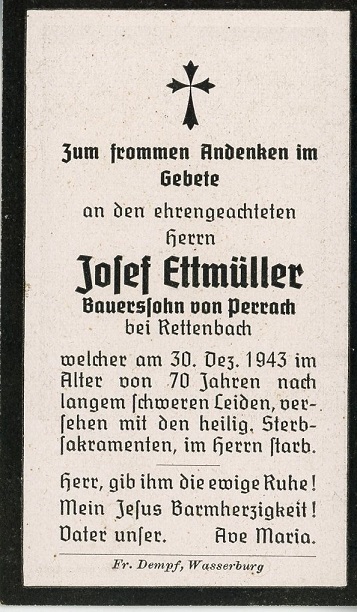 Zum frommen Andenken im
Gebete
an den ehrengeachteten
Herrn
Josef Ettmüller
Bauerssohn von Perrach
bei Rettenbach
welcher am 30. Dez. 1943 im
Alter von 70 Jahren nach
langem schweren Leiden, ver-
sehen mit den heilig. Sterb-
sakramenten, im Herrn starb.
Herr, gib ihm die ewige Ruhe!
Mein Jesus Barmherzigkeit!
Vater unser. Ave Maria.
Fr. Dempf, Wasserburg